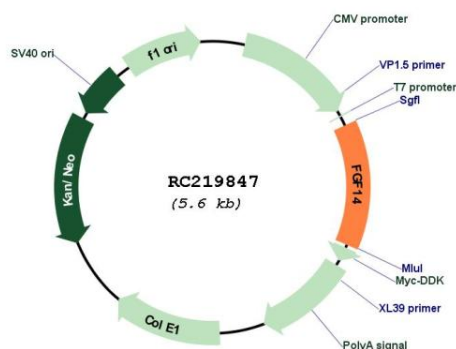 CMV promoter
VP1.5 primer
T7 promoter
SgfI
FGF14
MluI
Myc-DDK
XL39 primer
PolyA signal
Col E1
Kan/ Neo
SV40 ori
f1 ori
RC219847
(5.6 kb)